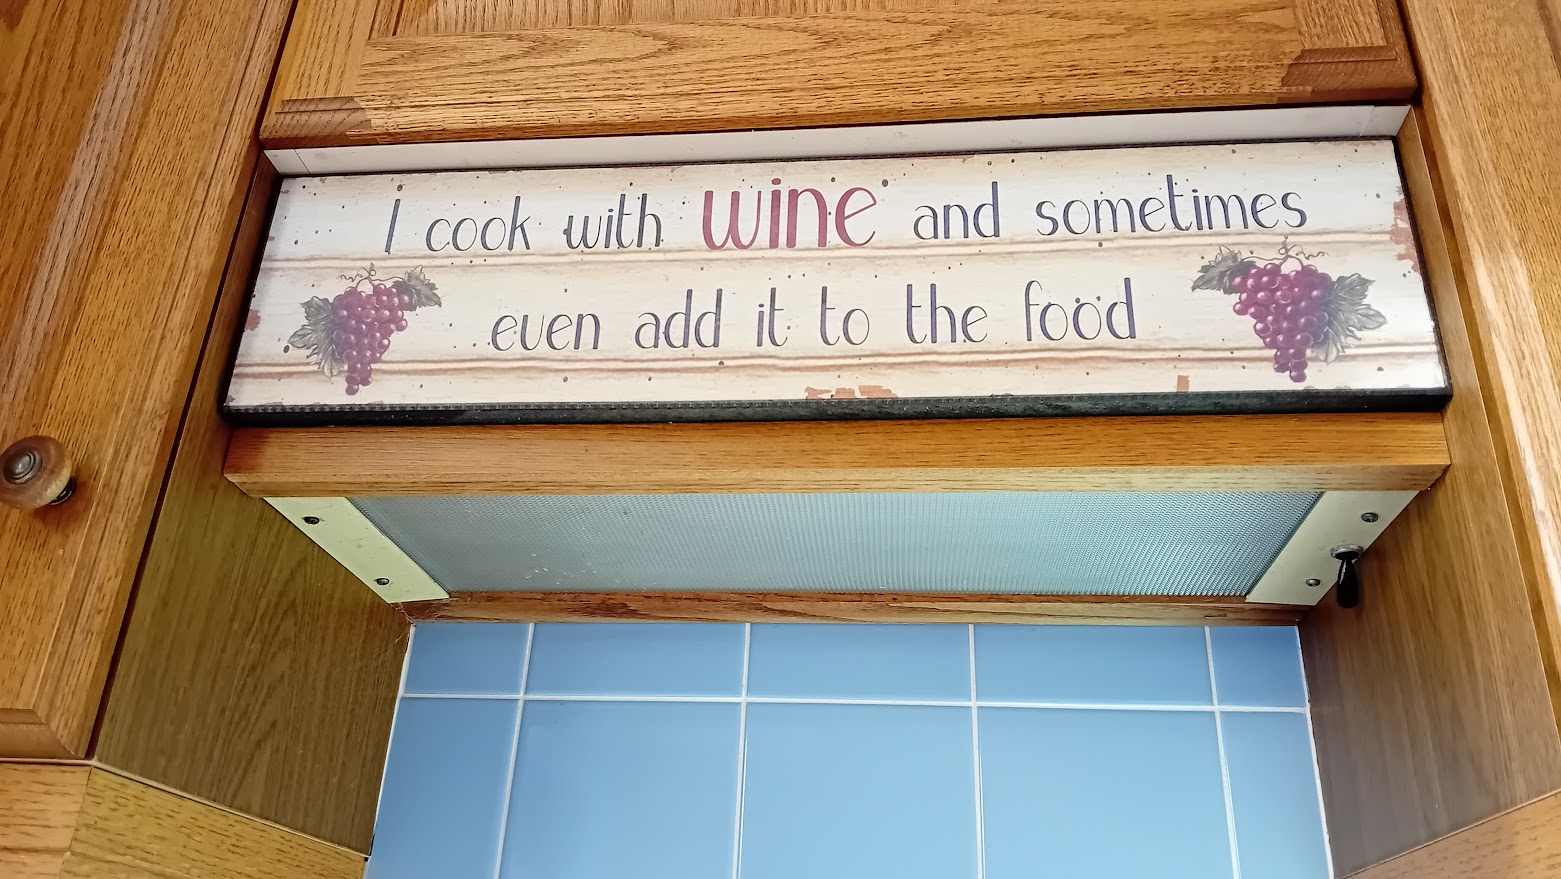 I cook with wine and sometimes
even add it to the food